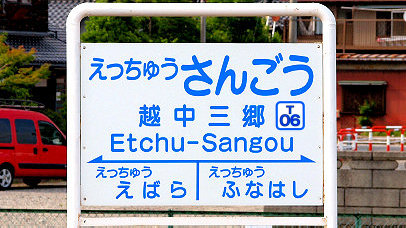 えっちゅう さんごう
越中三郷 T 06
Etchu-Sangou
えっちゅう えっちゅう
えばら ふなはし